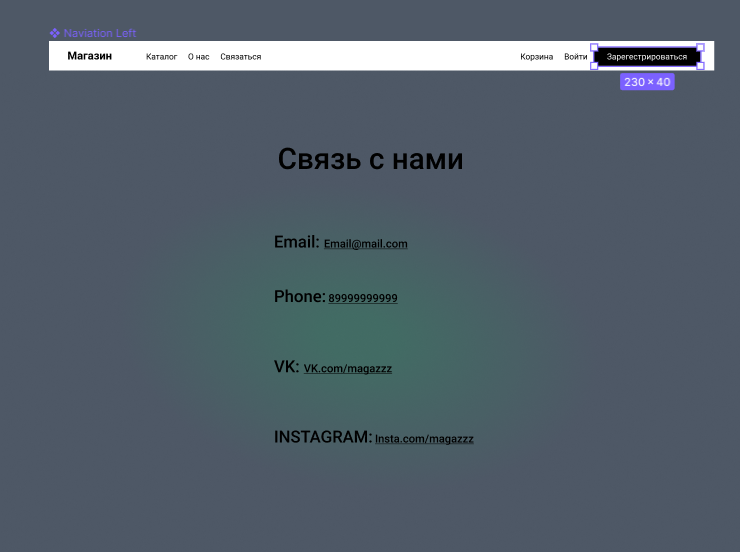 Naviation Left
Магазин Каталог О нас Связаться Корзина Войти Зарегестрироваться
230 × 40
Связь с нами
Email: Email@mail.com
Phone: 89999999999
VK: VK.com/magazzz
INSTAGRAM: Insta.com/magazzz